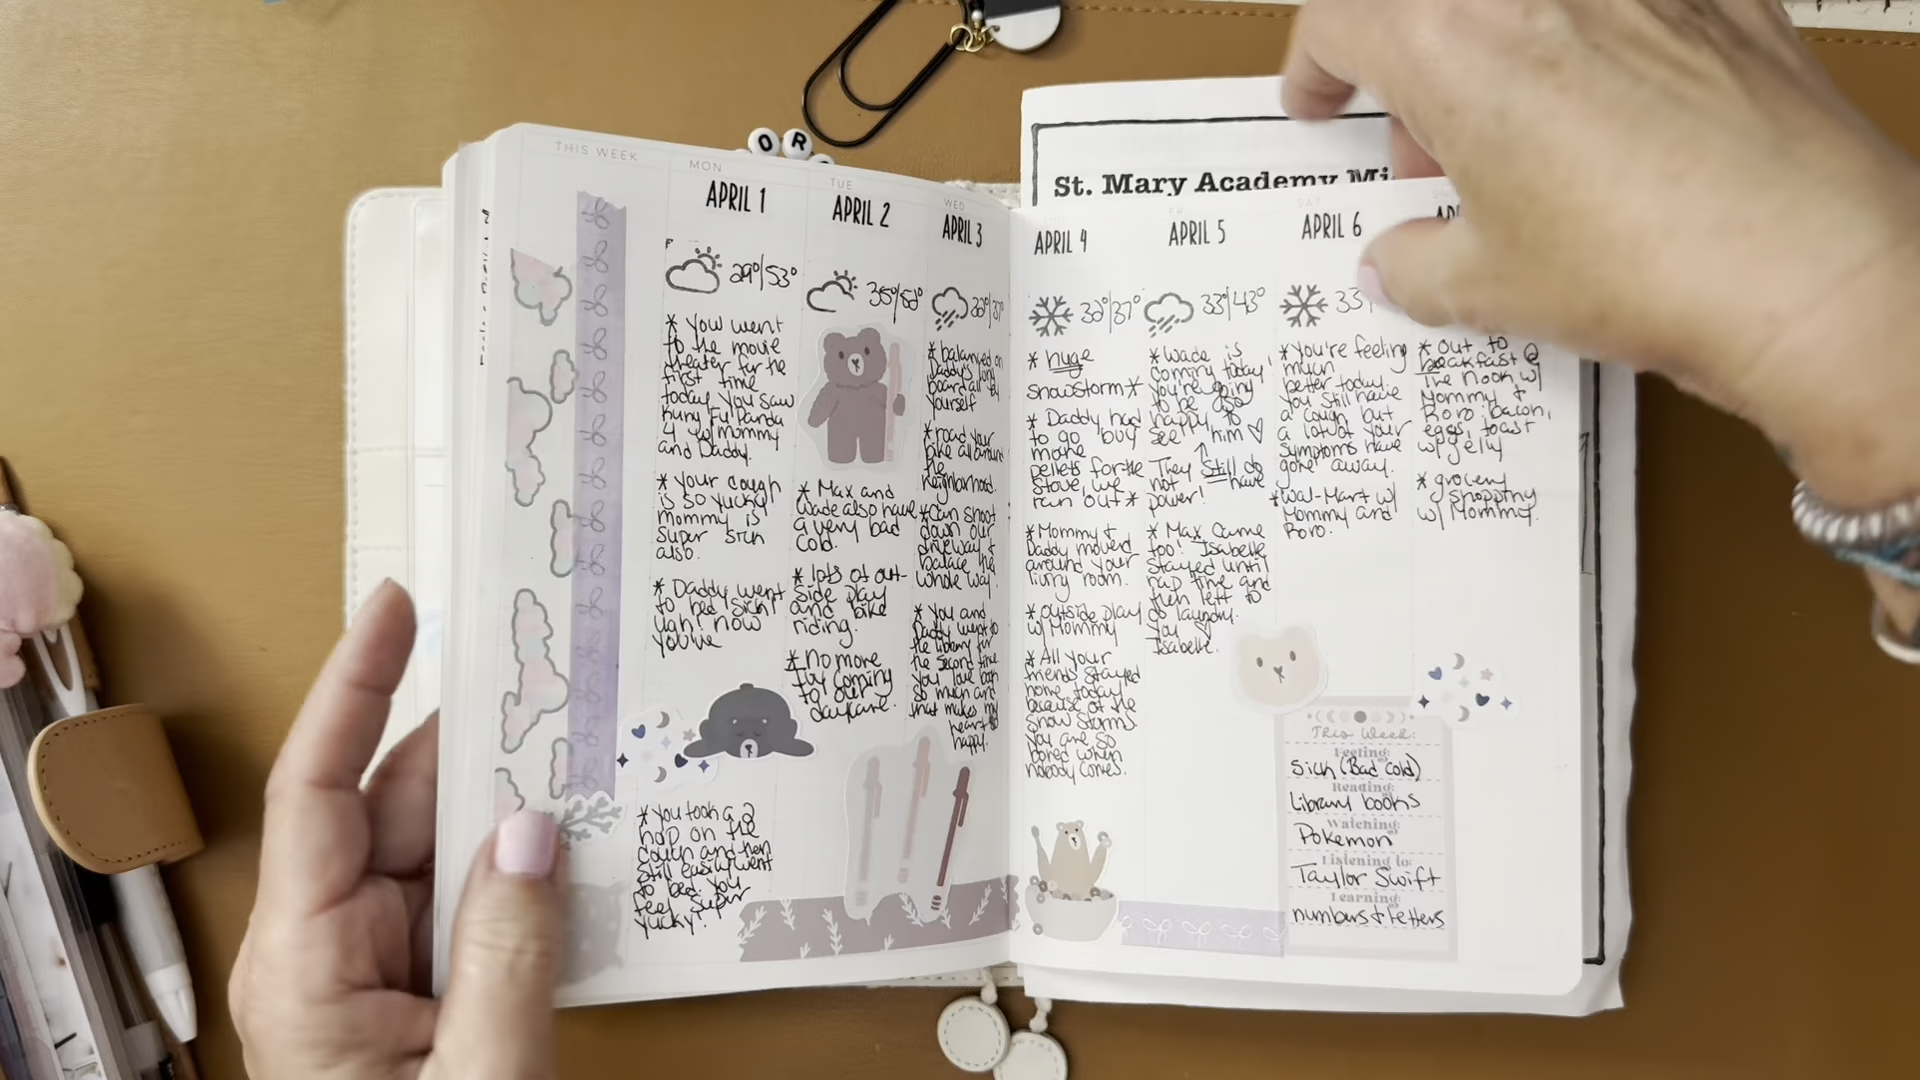 O R
St. Mary Academy Mi
THIS WEEK
MON
APRIL 1
29°/53°
* You went
to the movie
theater for the
first time
today. You saw
Kung Fu Panda
4 w/ mommy
and Daddy.
* Your cough
is so yucky
mommy is
super sick
also.
* Daddy went
to bed sick!
ugh! now
you're
* You took a 2
nap on the
couch and then
still easily went
to bed. You
feel super
yucky.
TUE
APRIL 2
35°/52°
* Max and
Wade also have
a very bad
cold.
* lots of out-
side play
and bike
riding.
* No more
coming
to our
daycare.
WED
APRIL 3
32°/37°
* balanced on
Daddy's long
board all by
yourself
* road your
bike all around
the
neighborhood.
* Can shoot
down our
driveway &
balace the
whole way.
* You and
Daddy went to
the library for
the second time
You love both
so much and
that makes my
heart so
happy.
APRIL 4
32°/37°
* huge
snowstorm *
* Daddy had
to go buy
more
pellets for the
stove, we
ran out *
* Mommy &
Daddy moved
around your
living room.
* outside play
w/ Mommy
* All your
friends stayed
home today
because of the
snow storms
you are so
bored when
nobody comes.
FRI
APRIL 5
33°/43°
* Wade is
coming today!
You're going
to be so
happy to
see him ♡
They still do
not have
power!
* Max came
too! Isabelle
stayed until
nap time and
then left to
do laundry.
You ♡
Isabelle.
SAT
APRIL 6
33°
* You're feeling
much
better today.
You still have
a cough but
a lot of your
symptoms have
gone away.
* Wal-Mart w/
Mommy and
Roro.
* out to
breakfast @
The Nook w/
Mommy &
Roro: bacon,
eggs, toast
w/ jelly
* grocery
shopping
w/ Mommy.
This Week:
Feeling:
Sick (Bad cold)
Reading:
Library books
Watching:
Pokemon
Listening to:
Taylor Swift
Learning:
numbers & letters